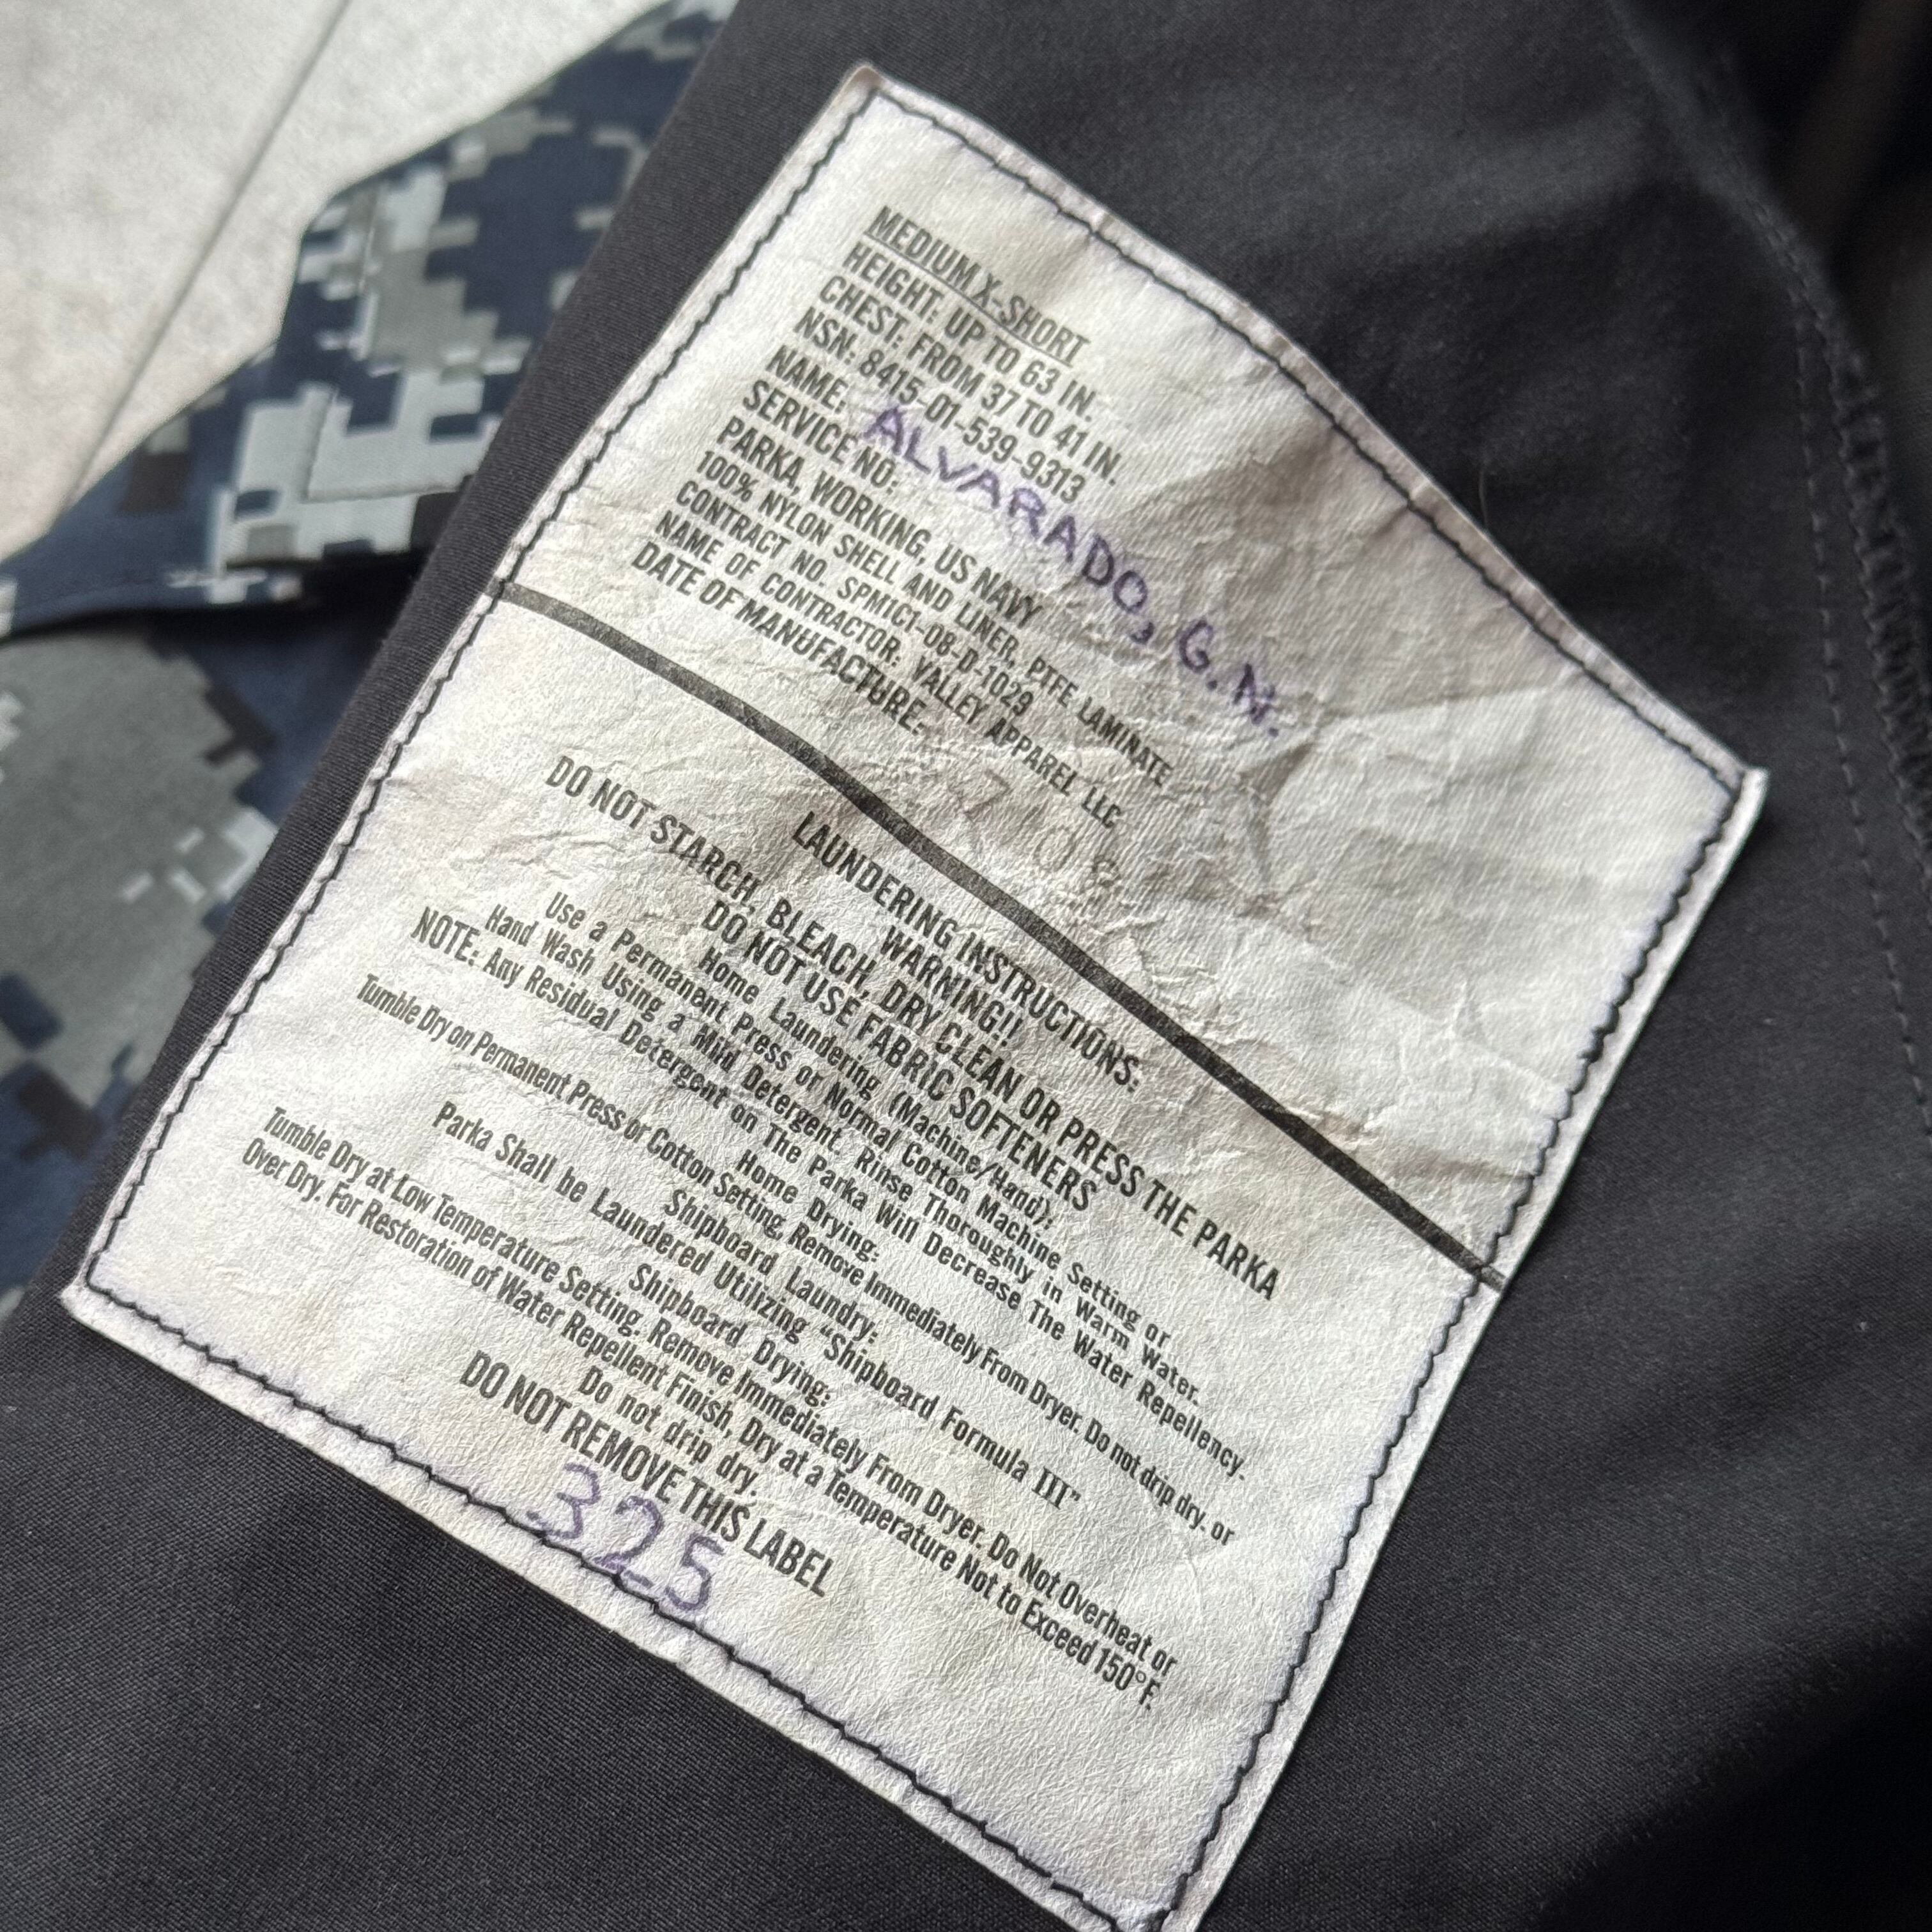 MEDIUM X-SHORT
HEIGHT: UP TO 63 IN.
CHEST: FROM 37 TO 41 IN.
NSN: 8415-01-539-9313
NAME: ALVARADO, G.N.
SERVICE NO:
PARKA, WORKING, US NAVY
100% NYLON SHELL AND LINER, PTFE LAMINATE
CONTRACT NO. SPM1C1-08-D-1029
NAME OF CONTRACTOR: VALLEY APPAREL LLC
DATE OF MANUFACTURE:
LAUNDERING INSTRUCTIONS:
WARNING!!
DO NOT STARCH, BLEACH, DRY CLEAN OR PRESS THE PARKA
DO NOT USE FABRIC SOFTENERS
Home Laundering (Machine/Hand):
Use a Permanent Press or Normal Cotton Machine Setting or
Hand Wash Using a Mild Detergent. Rinse Thoroughly in Warm Water.
NOTE: Any Residual Detergent on The Parka Will Decrease The Water Repellency.
Home Drying:
Tumble Dry on Permanent Press or Cotton Setting. Remove Immediately From Dryer. Do not drip dry. or
Shipboard Laundry:
Parka Shall be Laundered Utilizing "Shipboard Formula III"
Shipboard Drying:
Tumble Dry at Low Temperature Setting. Remove Immediately From Dryer. Do Not Overheat or
Over Dry. For Restoration of Water Repellent Finish, Dry at a Temperature Not to Exceed 150°F.
Do not drip dry.
DO NOT REMOVE THIS LABEL
325